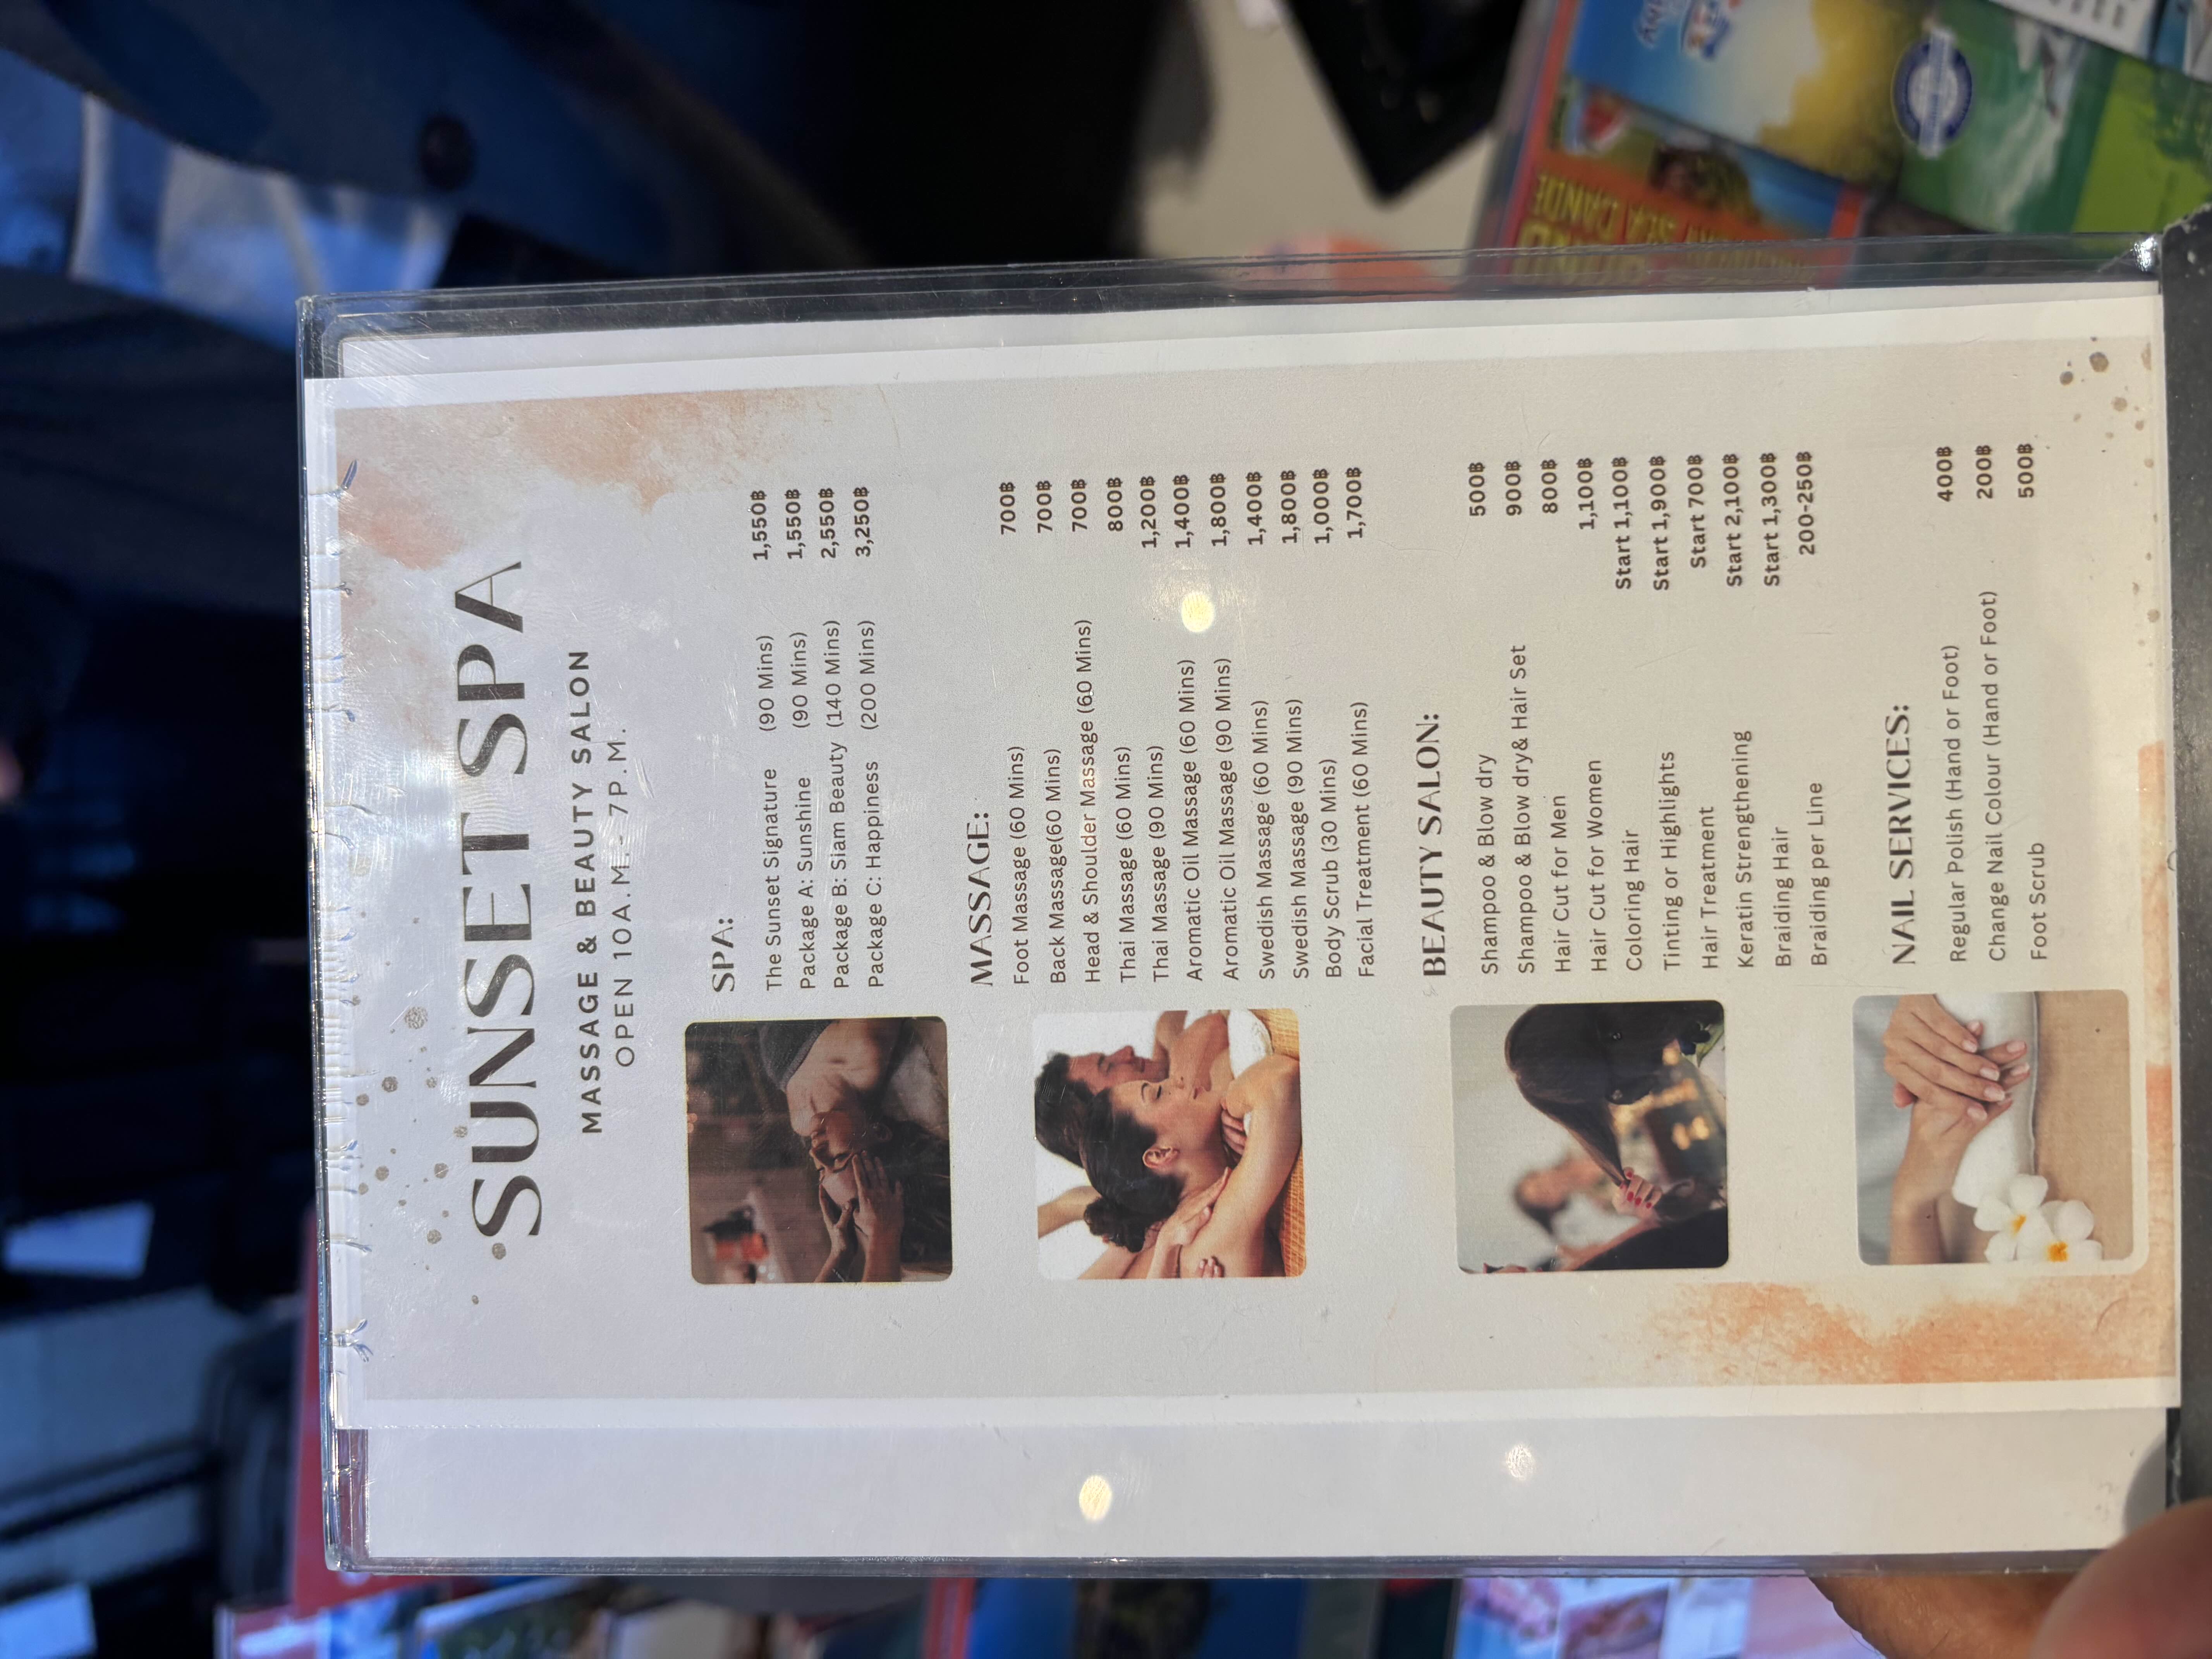 SUNSET SPA
MASSAGE & BEAUTY SALON
OPEN 10A.M.- 7P.M.
SPA:
The Sunset Signature (90 Mins) 1,550฿
Package A: Sunshine (90 Mins) 1,550฿
Package B: Siam Beauty (140 Mins) 2,550฿
Package C: Happiness (200 Mins) 3,250฿
MASSAGE:
Foot Massage (60 Mins) 700฿
Back Massage(60 Mins) 700฿
Head & Shoulder Massage (60 Mins) 700฿
Thai Massage (60 Mins) 800฿
Thai Massage (90 Mins) 1,200฿
Aromatic Oil Massage (60 Mins) 1,400฿
Aromatic Oil Massage (90 Mins) 1,800฿
Swedish Massage (60 Mins) 1,400฿
Swedish Massage (90 Mins) 1,800฿
Body Scrub (30 Mins) 1,000฿
Facial Treatment (60 Mins) 1,700฿
BEAUTY SALON:
Shampoo & Blow dry 500฿
Shampoo & Blow dry& Hair Set 900฿
Hair Cut for Men 800฿
Hair Cut for Women 1,100฿
Coloring Hair Start 1,100฿
Tinting or Highlights Start 1,900฿
Hair Treatment Start 700฿
Keratin Strengthening Start 2,100฿
Braiding Hair Start 1,300฿
Braiding per Line 200-250฿
NAIL SERVICES:
Regular Polish (Hand or Foot) 400฿
Change Nail Colour (Hand or Foot) 200฿
Foot Scrub 500฿
SEA CANOE